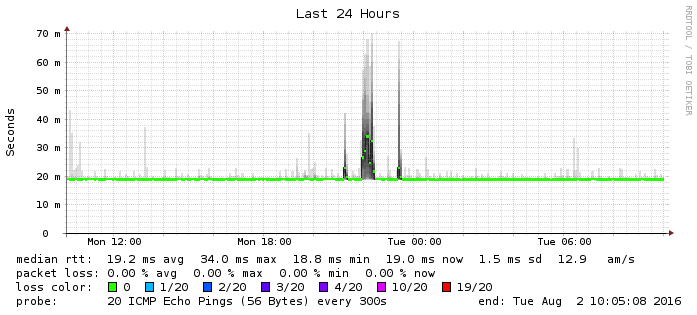 Last 24 Hours
RRDTOOL / TOBI OETIKER
70 m
60 m
50 m
40 m
30 m
20 m
10 m
0
Seconds
Mon 12:00 Mon 18:00 Tue 00:00 Tue 06:00
median rtt: 19.2 ms avg 34.0 ms max 18.8 ms min 19.0 ms now 1.5 ms sd 12.9 am/s
packet loss: 0.00 % avg 0.00 % max 0.00 % min 0.00 % now
loss color: 0 1/20 2/20 3/20 4/20 10/20 19/20
probe: 20 ICMP Echo Pings (56 Bytes) every 300s end: Tue Aug 2 10:05:08 2016